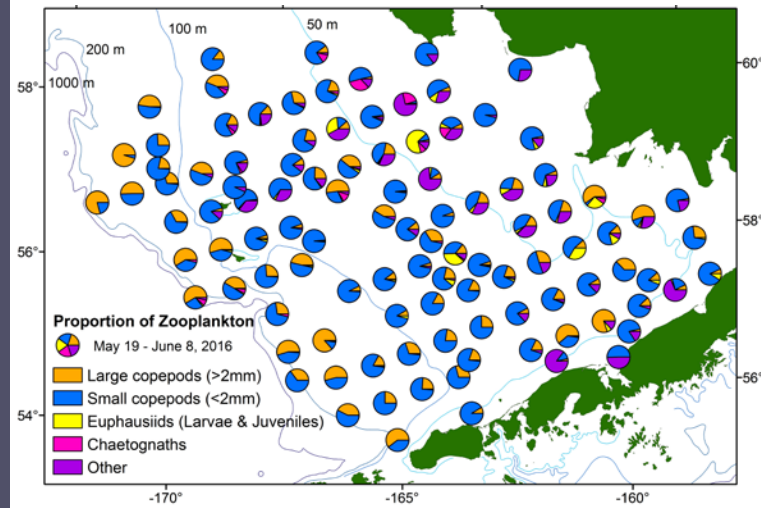 50 m
100 m
200 m
1000 m
60°
58°
58°
56°
56°
54°
Proportion of Zooplankton
May 19 - June 8, 2016
Large copepods (>2mm)
Small copepods (<2mm)
Euphausiids (Larvae & Juveniles)
Chaetognaths
Other
-170°
-165°
-160°